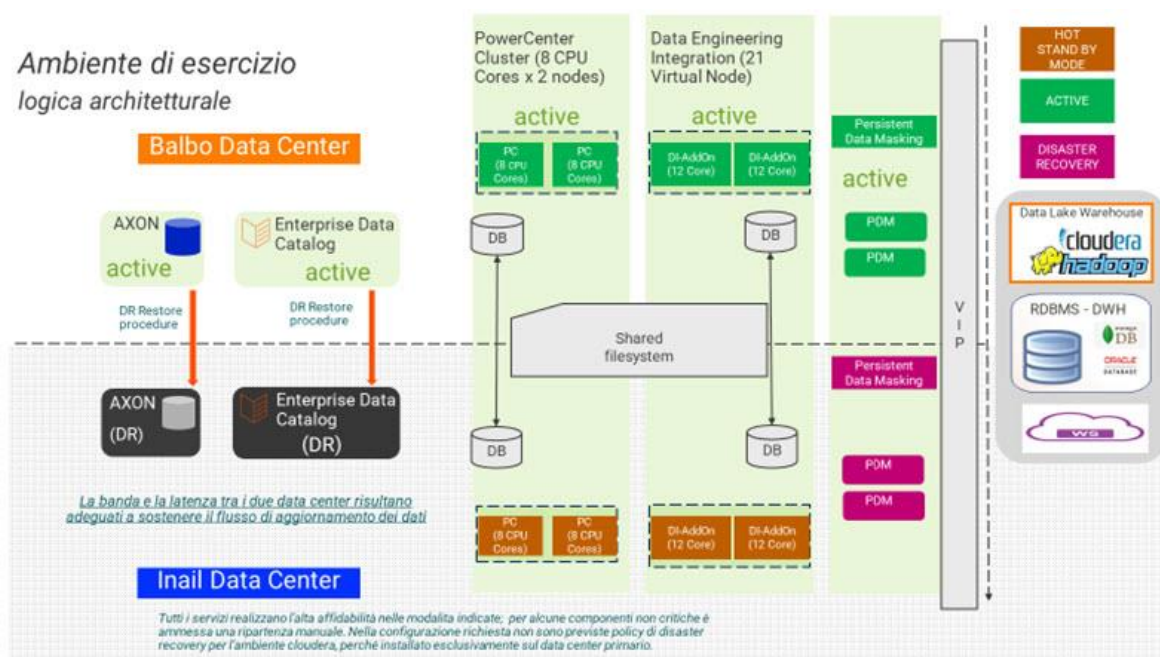 Ambiente di esercizio
logica architetturale
Balbo Data Center
PowerCenter
Cluster (8 CPU
Cores x 2 nodes)
active
PC
(8 CPU
Cores)
PC
(8 CPU
Cores)
Data Engineering
Integration (21
Virtual Node)
active
DI-AddOn
(12 Core)
DI-AddOn
(12 Core)
Persistent
Data Masking
active
PDM
PDM
HOT
STAND BY
MODE
ACTIVE
DISASTER
RECOVERY
AXON
active
Enterprise Data
Catalog
active
DB
DB
DR Restore
procedure
DR Restore
procedure
Shared
filesystem
VIP
Data Lake Warehouse
cloudera
hadoop
RDBMS - DWH
mongo
DB
ORACLE
DATABASE
WS
AXON
(DR)
Enterprise Data
Catalog
(DR)
DB
DB
Persistent
Data Masking
PDM
PDM
La banda e la latenza tra i due data center risultano
adeguati a sostenere il flusso di aggiornamento dei dati
PC
(8 CPU
Cores)
PC
(8 CPU
Cores)
DI-AddOn
(12 Core)
DI-AddOn
(12 Core)
Inail Data Center
Tutti i servizi realizzano l'alta affidabilità nelle modalita indicate; per alcune componenti non critiche è
ammessa una ripartenza manuale. Nella configurazione richiesta non sono previste policy di disaster
recovery per l'ambiente cloudera, perché installato esclusivamente sul data center primario.